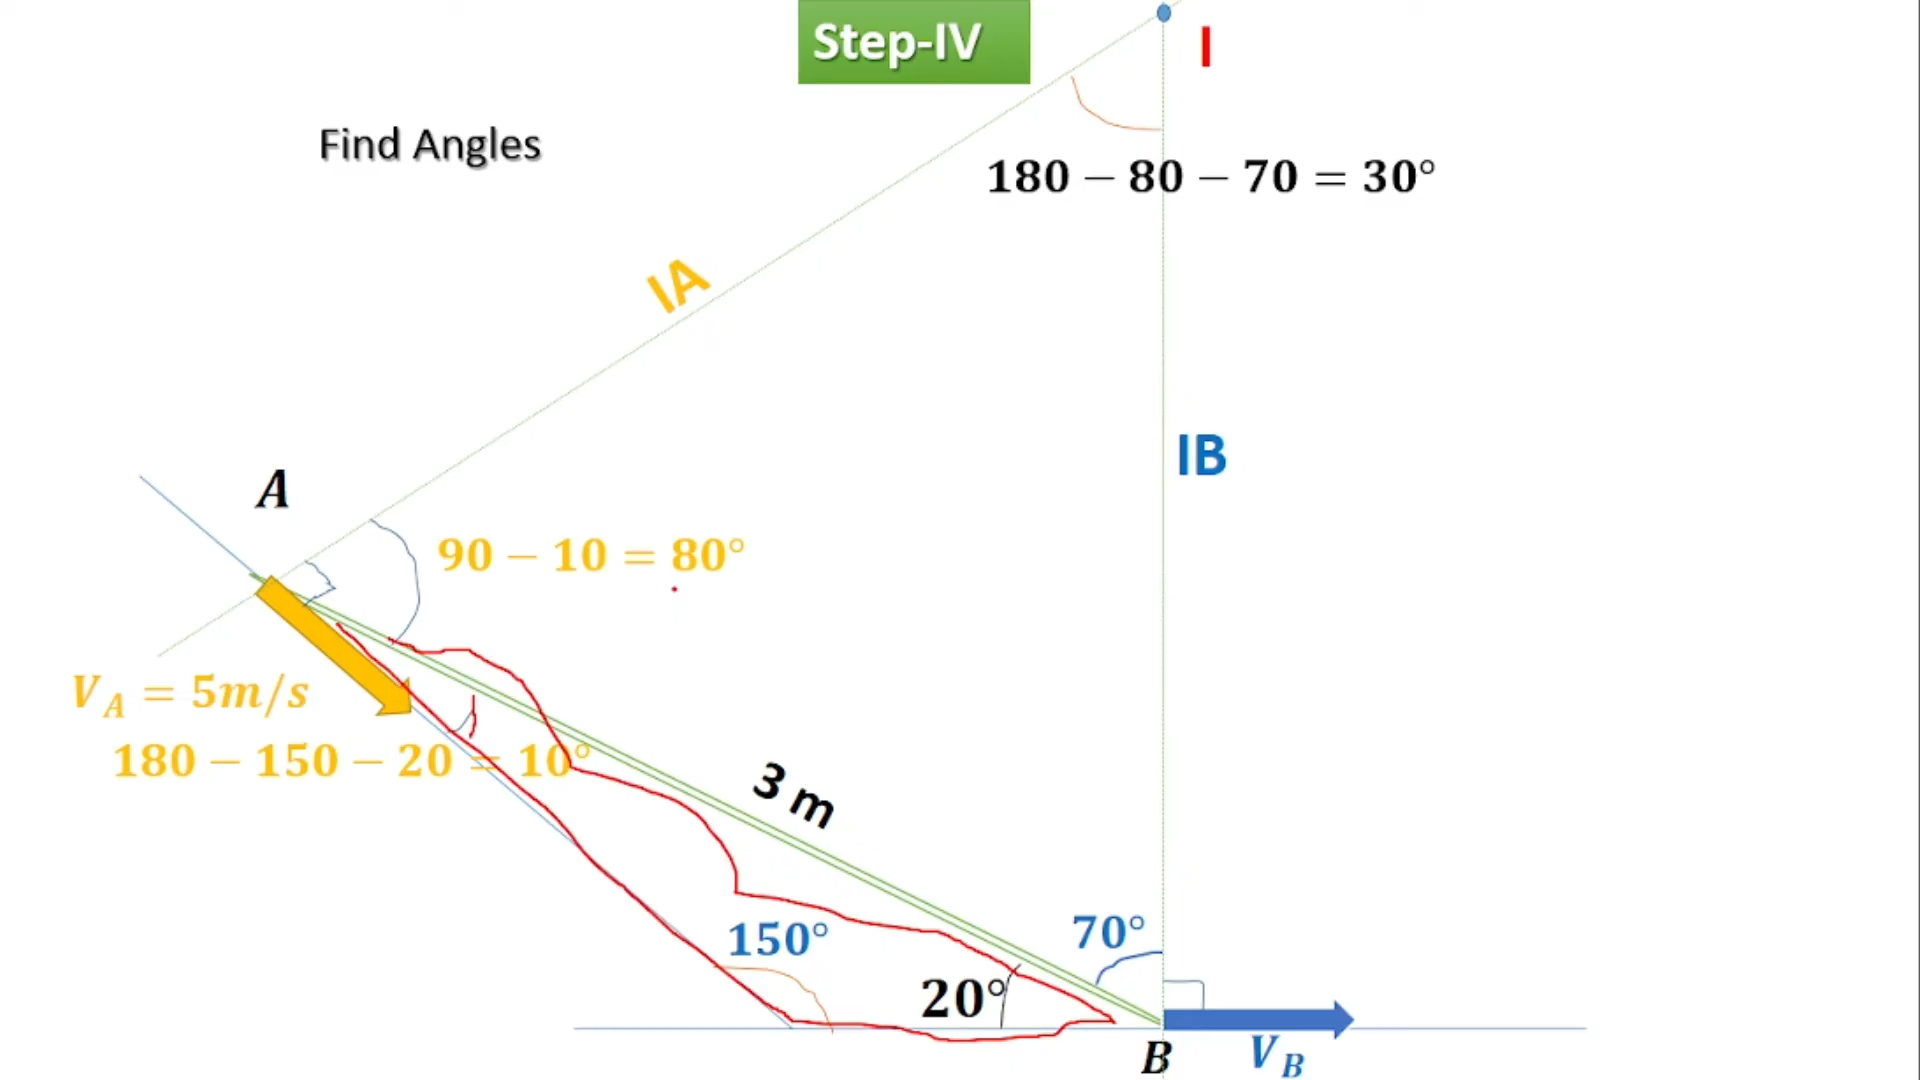 Step-IV
I
Find Angles
180 − 80 − 70 = 30°
IA
IB
A
90 − 10 = 80°
V_A = 5m/s
180 − 150 − 20 = 10°
3 m
150°
70°
20°
B
V_B